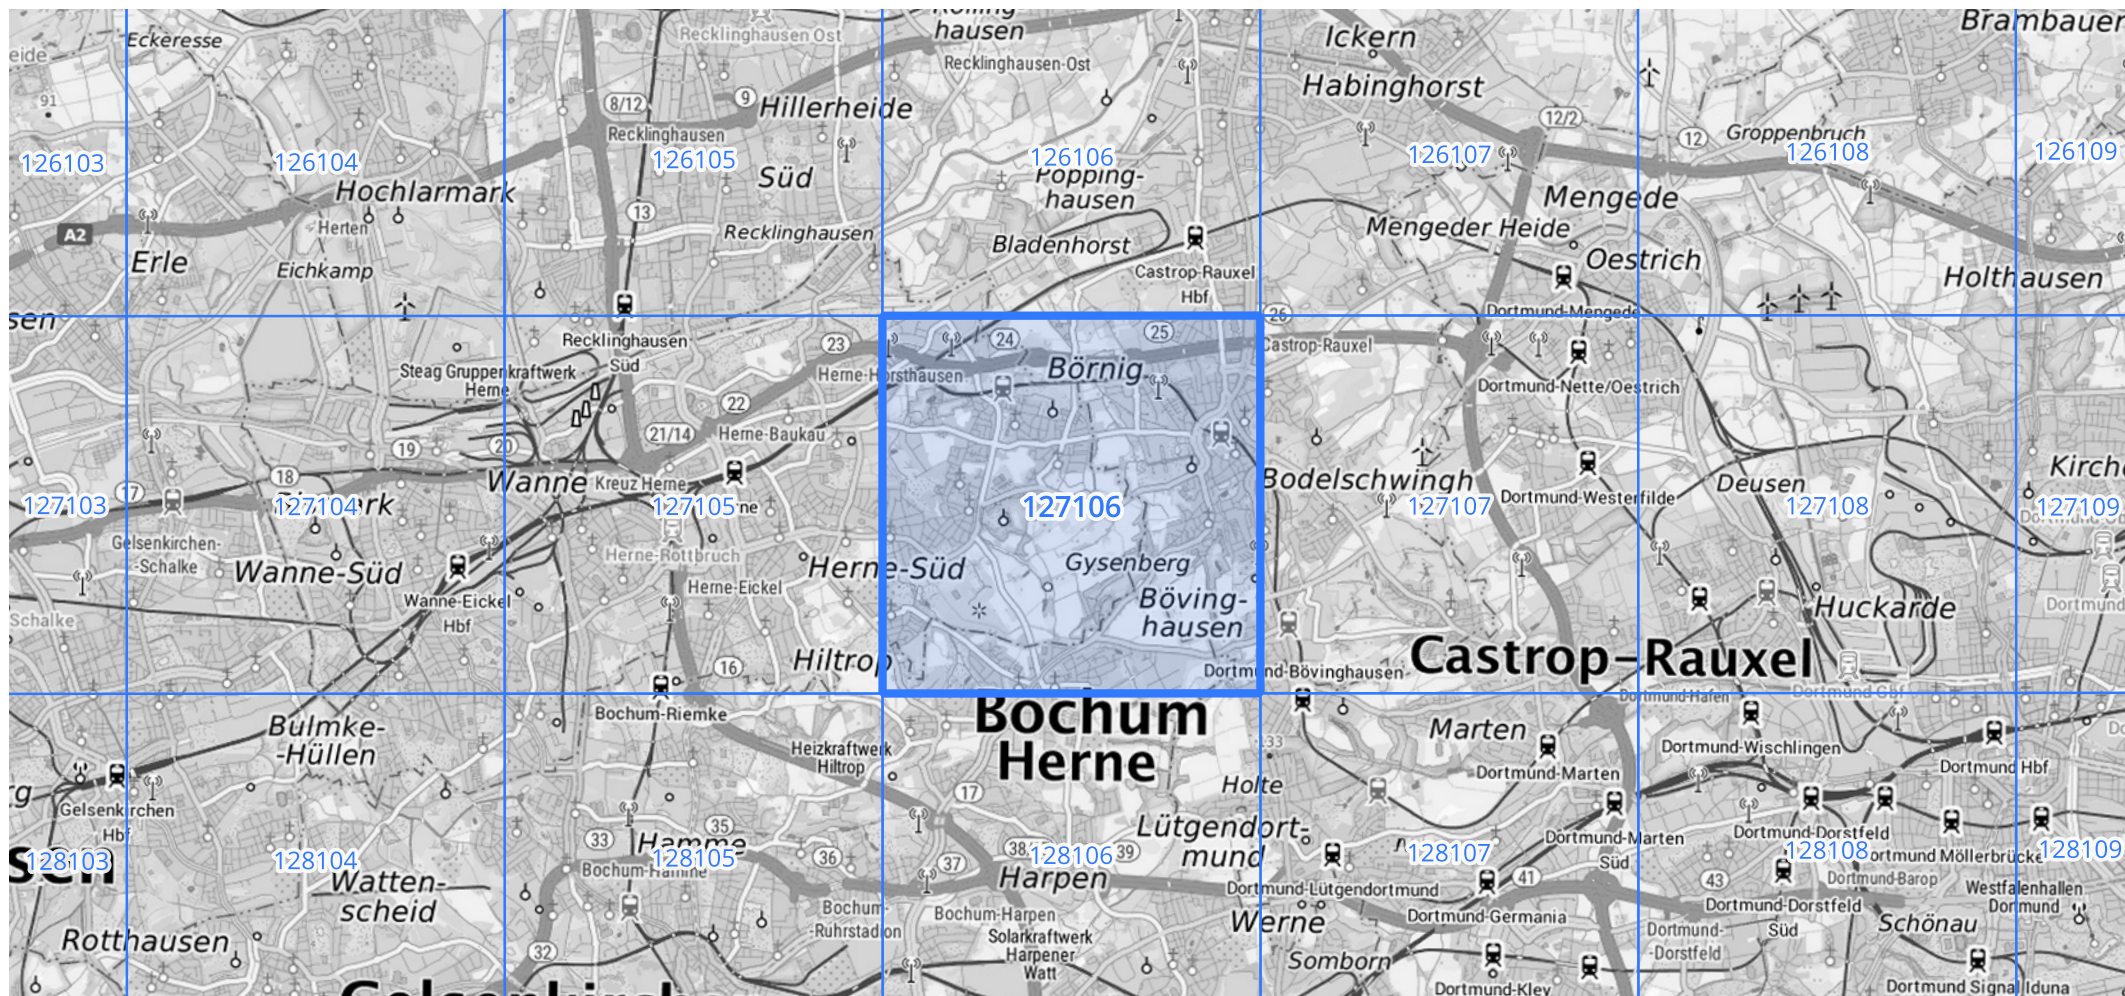 Eckeresse
Recklinghausen Ost
hausen
Recklinghausen-Ost
Ickern
Brambauer
eide
91
8/12
9
Hillerheide
Recklinghausen
Habinghorst
12/2
12
Groppenbruch
126103
126104
126105
126106
126107
126108
126109
Hochlarmark
Süd
Pöpping-
hausen
Mengede
13
A2
Herten
Recklinghausen
Bladenhorst
Mengeder Heide
Erle
Eichkamp
Castrop-Rauxel
Hbf
Oestrich
Holthausen
sen
Dortmund-Mengede
26
Recklinghausen
Süd
23
24
25
Castrop-Rauxel
Steag Gruppenkraftwerk
Herne
Herne-Horsthausen
Börnig
Dortmund-Nette/Oestrich
22
21/14
Herne-Baukau
20
19
18
17
Wanne
Kreuz Herne
Bodelschwingh
Dortmund-Westerfilde
Deusen
127103
127104
127105
127106
127107
127108
127109
Gelsenkirchen-
-Schalke
Herne-Rottbruch
Wanne-Süd
Herne-Süd
Gysenberg
Herne-Eickel
Wanne-Eickel
Hbf
Böving-
hausen
Huckarde
Schalke
Hiltrop
16
Dortmund-Bövinghausen
Castrop-Rauxel
Dortmund-Hafen
Dortmund Gbf
Bochum-Riemke
Bochum
Herne
Bulmke-
-Hüllen
Marten
Heizkraftwerk
Hiltrop
Dortmund-Wischlingen
Dortmund-Marten
Dortmund Hbf
Holte
17
Gelsenkirchen
Hbf
33
35
Hamme
Lütgendort-
mund
Dortmund-Marten
Süd
Dortmund-Dorstfeld
128103
128104
128105
128106
128107
128108
128109
36
37
39
Bochum-Hamme
Harpen
Dortmund-Lütgendortmund
41
43
Dortmund-Barop
Watten-
scheid
Bochum-
-Ruhrstadion
Bochum-Harpen
Werne
Dortmund-Germania
Dortmund-Dorstfeld
Süd
Westfalenhallen
Dortmund
Schönau
Rotthausen
32
Solarkraftwerk
Harpener
Watt
Somborn
Dortmund-
-Dorstfeld
Dortmund-Kley
Dortmund Signal Iduna